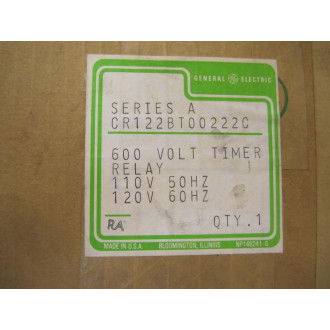 GENERAL ELECTRIC
SERIES A
CR122BT00222C
600 VOLT TIMER
RELAY
110V 50HZ
120V 60HZ
RA QTY.1
MADE IN U.S.A. BLOOMINGTON, ILLINOIS